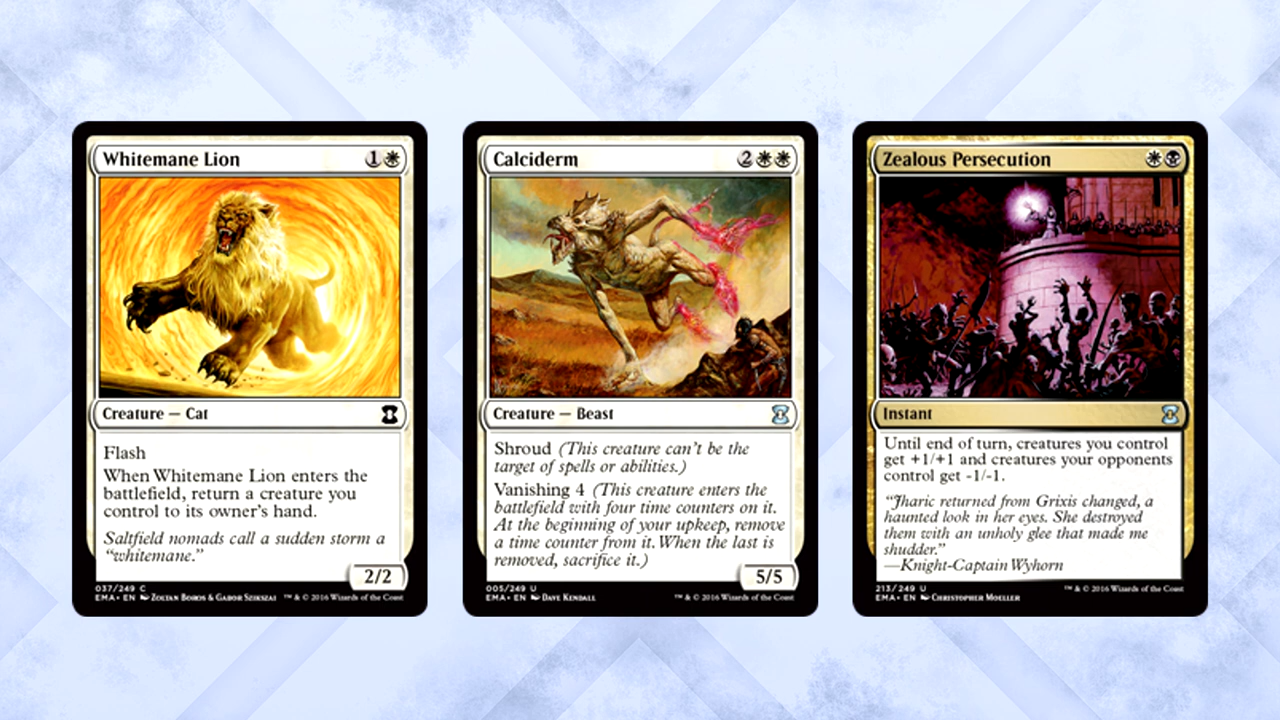 Whitemane Lion 1
Creature — Cat
Flash
When Whitemane Lion enters the
battlefield, return a creature you
control to its owner's hand.
Saltfield nomads call a sudden storm a
“whitemane.”
2/2
037/249 C
EMA • EN Zoltan Boros & Gabor Szikszai ™ & © 2016 Wizards of the Coast
Calciderm 2
Creature — Beast
Shroud (This creature can't be the
target of spells or abilities.)
Vanishing 4 (This creature enters the
battlefield with four time counters on it.
At the beginning of your upkeep, remove
a time counter from it. When the last is
removed, sacrifice it.)
5/5
005/249 U
EMA • EN Dave Kendall ™ & © 2016 Wizards of the Coast
Zealous Persecution
Instant
Until end of turn, creatures you control
get +1/+1 and creatures your opponents
control get -1/-1.
“Jharic returned from Grixis changed, a
haunted look in her eyes. She destroyed
them with an unholy glee that made me
shudder.”
—Knight-Captain Wyhorn
213/249 U
EMA • EN Christopher Moeller ™ & © 2016 Wizards of the Coast